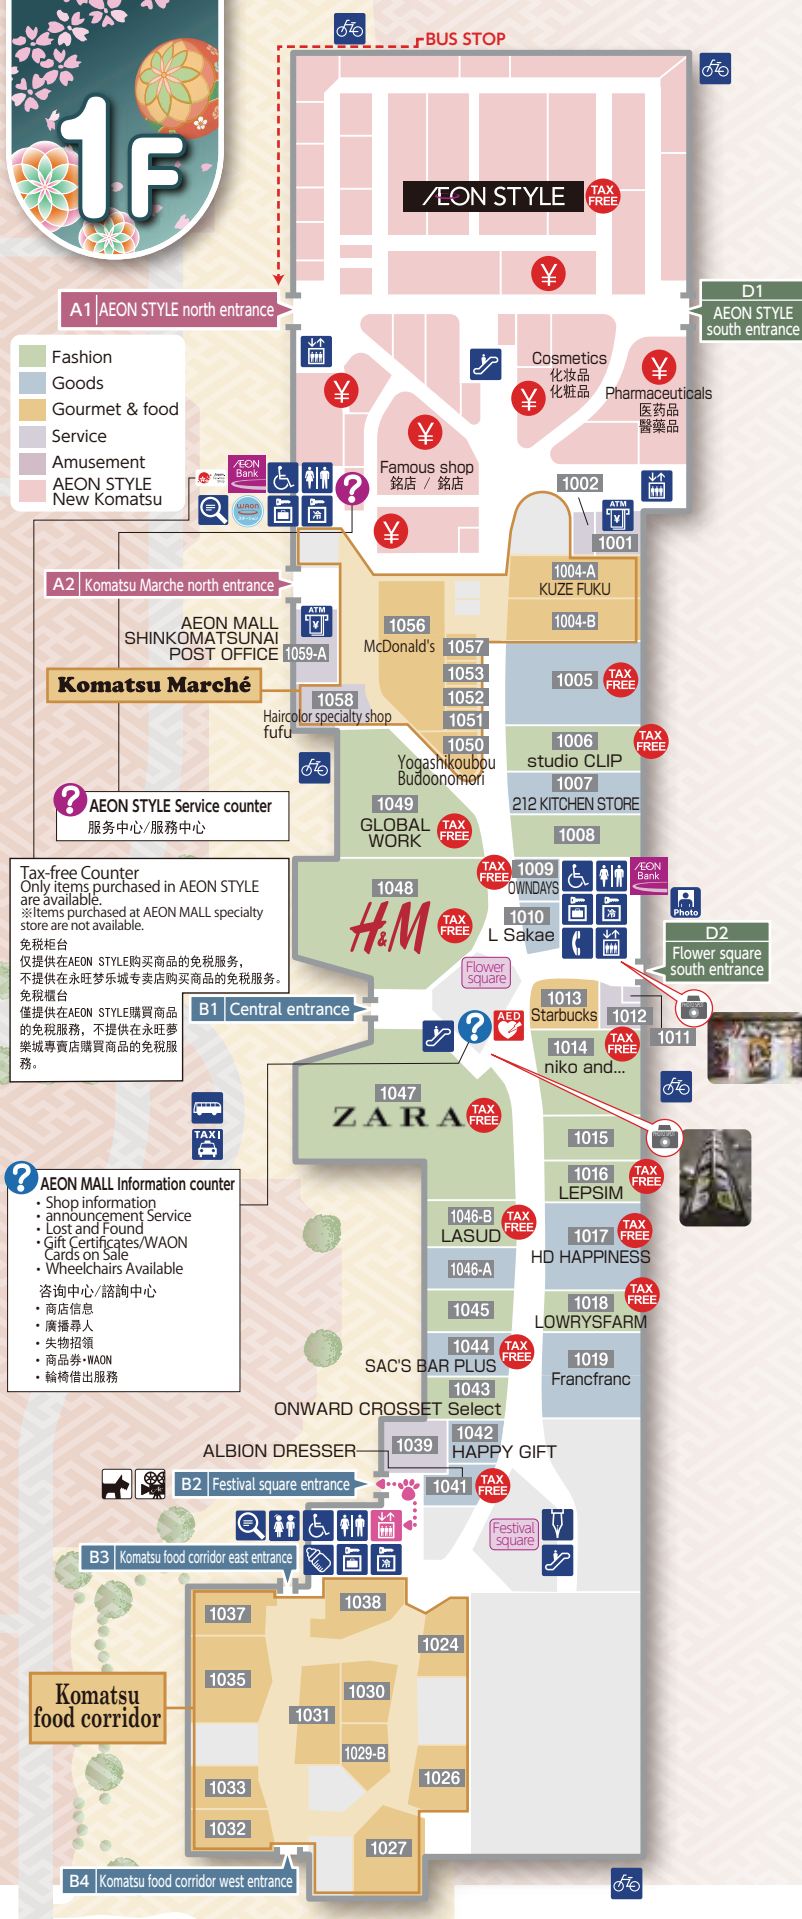 1F
BUS STOP
ÆON STYLE
TAX FREE
¥
A1 AEON STYLE north entrance
D1
AEON STYLE
south entrance
Fashion
Goods
Gourmet & food
Service
Amusement
AEON STYLE
New Komatsu
Cosmetics
化妆品
化粧品
¥
¥
¥
Pharmaceuticals
医药品
醫藥品
¥
Famous shop
銘店 / 銘店
¥
ÆON
Bank
WAON
冷
?
1002
ATM
¥
1001
A2 Komatsu Marche north entrance
1004-A
KUZE FUKU
1004-B
AEON MALL
SHINKOMATSUNAI
POST OFFICE
ATM
¥
1059-A
1056
McDonald's
1057
1053
1052
1051
1050
Yogashikoubou
Budoonomori
Komatsu Marché
1058
Haircolor specialty shop
fufu
1005
TAX FREE
1006
studio CLIP
TAX FREE
1007
212 KITCHEN STORE
1008
? AEON STYLE Service counter
服务中心/服務中心
1049
GLOBAL
WORK
TAX FREE
Tax-free Counter
Only items purchased in AEON STYLE
are available.
※Items purchased at AEON MALL specialty
store are not available.
免税柜台
仅提供在AEON STYLE购买商品的免税服务，
不提供在永旺梦乐城专卖店购买商品的免税服务。
免稅櫃台
僅提供在AEON STYLE購買商品
的免稅服務，不提供在永旺夢
樂城專賣店購買商品的免稅服
務。
1048
H&M
TAX FREE
TAX FREE
1009
OWNDAYS
1010
L Sakae
冷
ÆON
Bank
Photo
D2
Flower square
south entrance
Flower
square
B1 Central entrance
1013
Starbucks
1012
1011
?
AED
1014
niko and...
TAX FREE
1047
ZARA
TAX FREE
TAXI
1015
1016
LEPSIM
TAX FREE
? AEON MALL Information counter
・Shop information
・announcement Service
・Lost and Found
・Gift Certificates/WAON
Cards on Sale
・Wheelchairs Available
咨询中心/諮詢中心
・商店信息
・廣播尋人
・失物招領
・商品券・WAON
・輪椅借出服務
1046-B
LASUD
TAX FREE
1017
HD HAPPINESS
TAX FREE
1046-A
1045
1018
LOWRYSFARM
TAX FREE
1044
SAC'S BAR PLUS
TAX FREE
1019
Francfranc
1043
ONWARD CROSSET Select
1039
1042
HAPPY GIFT
ALBION DRESSER
B2 Festival square entrance
1041
TAX FREE
Festival
square
冷
B3 Komatsu food corridor east entrance
1037
1038
1024
1035
1030
1031
1029-B
Komatsu
food corridor
1033
1026
1032
1027
B4 Komatsu food corridor west entrance